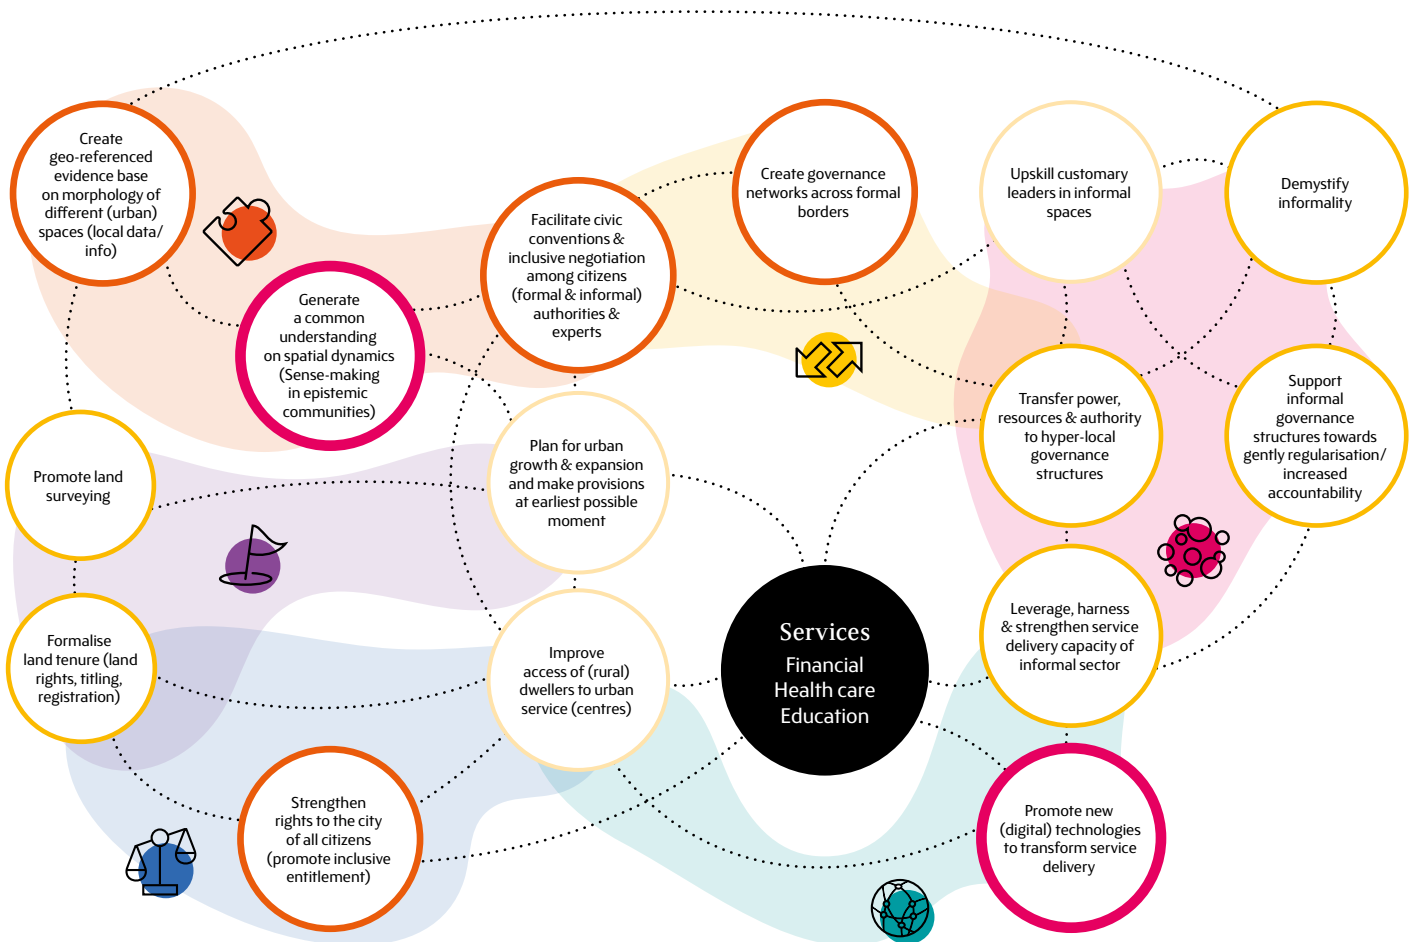 Create
geo-referenced
evidence base
on morphology of
different (urban)
spaces (local data/
info)
Generate
a common
understanding
on spatial dynamics
(Sense-making
in epistemic
communities)
Facilitate civic
conventions &
inclusive negotiation
among citizens
(formal & informal)
authorities &
experts
Create governance
networks across formal
borders
Upskill customary
leaders in informal
spaces
Demystify
informality
Promote land
surveying
Plan for urban
growth & expansion
and make provisions
at earliest possible
moment
Transfer power,
resources & authority
to hyper-local
governance
structures
Support
informal
governance
structures towards
gently regularisation/
increased
accountability
Formalise
land tenure (land
rights, titling,
registration)
Improve
access of (rural)
dwellers to urban
service (centres)
Services
Financial
Health care
Education
Leverage, harness
& strengthen service
delivery capacity of
informal sector
Strengthen
rights to the city
of all citizens
(promote inclusive
entitlement)
Promote new
(digital) technologies
to transform service
delivery